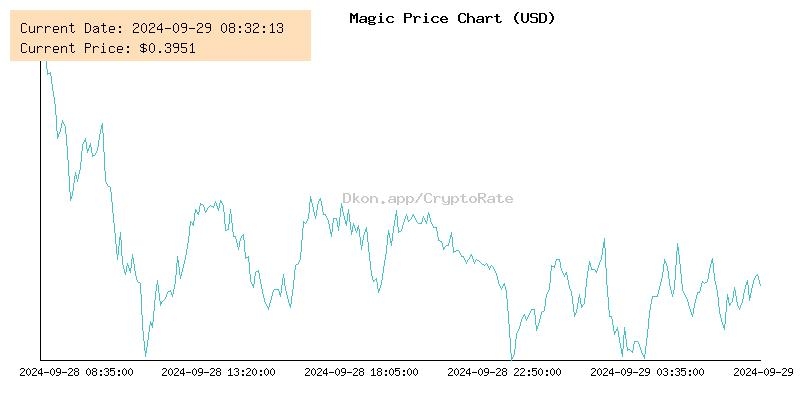 Magic Price Chart (USD)
Current Date: 2024-09-29 08:32:13
Current Price: $0.3951
Dkon.app/CryptoRate
2024-09-28 08:35:00 2024-09-28 13:20:00 2024-09-28 18:05:00 2024-09-28 22:50:00 2024-09-29 03:35:00 2024-09-29